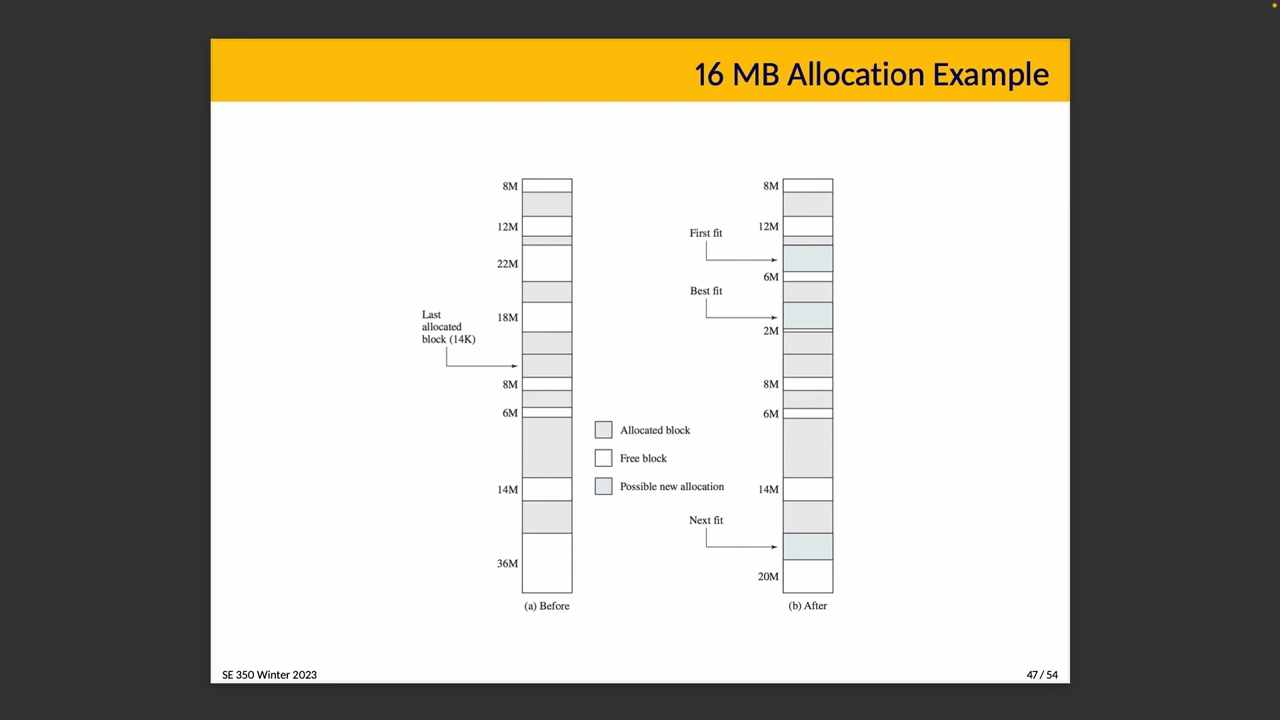 16 MB Allocation Example
8M
12M
22M
18M
Last
allocated
block (14K)
8M
6M
14M
36M
(a) Before
Allocated block
Free block
Possible new allocation
8M
12M
First fit
6M
Best fit
2M
8M
6M
14M
Next fit
20M
(b) After
SE 350 Winter 2023
47 / 54